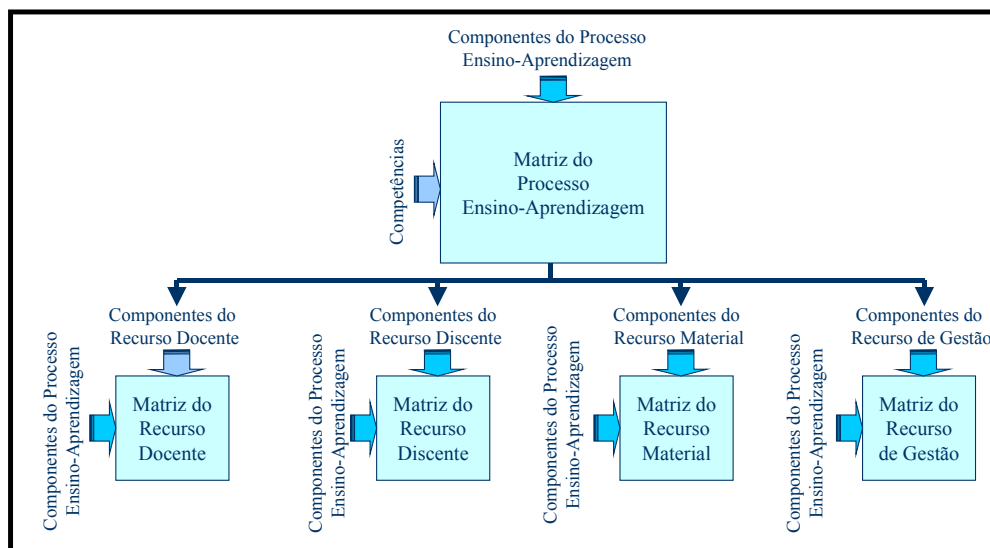 Componentes do Processo
Ensino-Aprendizagem
Competências
Matriz do
Processo
Ensino-Aprendizagem
Componentes do
Recurso Docente
Componentes do
Recurso Discente
Componentes do
Recurso Material
Componentes do
Recurso de Gestão
Componentes do Processo
Ensino-Aprendizagem
Matriz do
Recurso
Docente
Componentes do Processo
Ensino-Aprendizagem
Matriz do
Recurso
Discente
Componentes do Processo
Ensino-Aprendizagem
Matriz do
Recurso
Material
Componentes do Processo
Ensino-Aprendizagem
Matriz do
Recurso
de Gestão